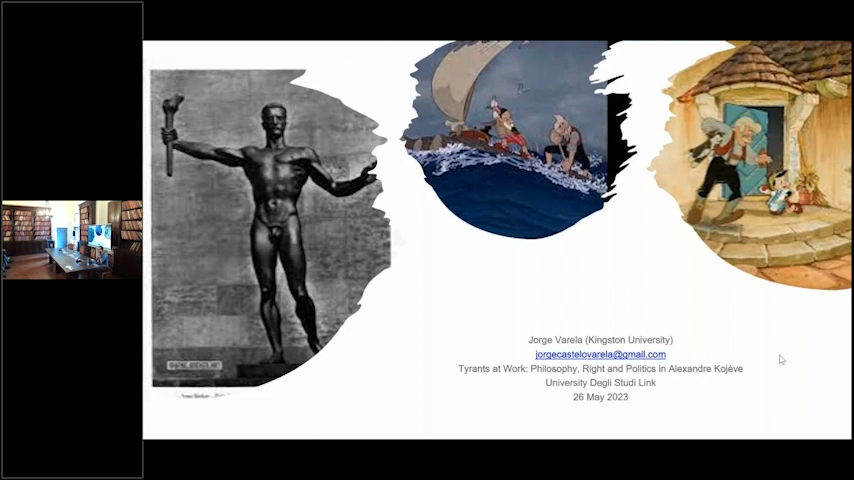 Jorge Varela (Kingston University)
jorgecastelovarela@gmail.com
Tyrants at Work: Philosophy, Right and Politics in Alexandre Kojève
University Degli Studi Link
26 May 2023